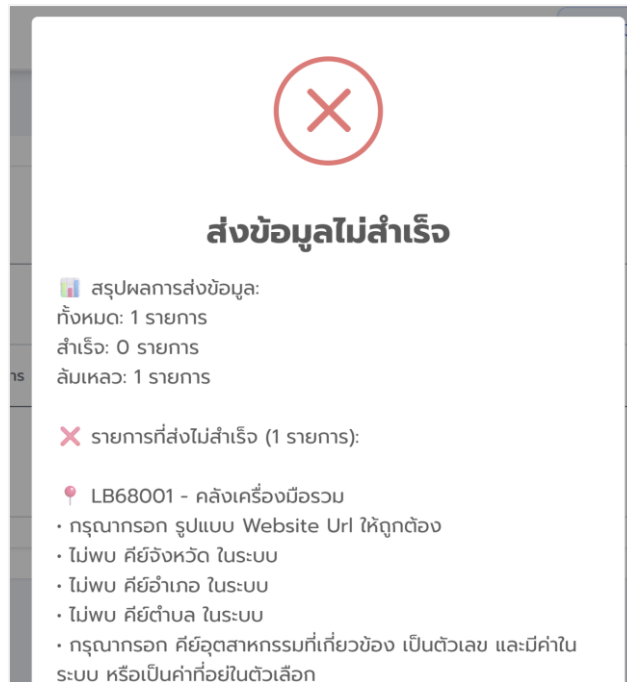 ส่งข้อมูลไม่สำเร็จ
สรุปผลการส่งข้อมูล:
ทั้งหมด: 1 รายการ
สำเร็จ: 0 รายการ
ล้มเหลว: 1 รายการ
รายการที่ส่งไม่สำเร็จ (1 รายการ):
LB68001 - คลังเครื่องมือรวม
• กรุณากรอก รูปแบบ Website Url ให้ถูกต้อง
• ไม่พบ คีย์จังหวัด ในระบบ
• ไม่พบ คีย์อำเภอ ในระบบ
• ไม่พบ คีย์ตำบล ในระบบ
• กรุณากรอก คีย์อุตสาหกรรมที่เกี่ยวข้อง เป็นตัวเลข และมีค่าใน
ระบบ หรือเป็นค่าที่อยู่ในตัวเลือก